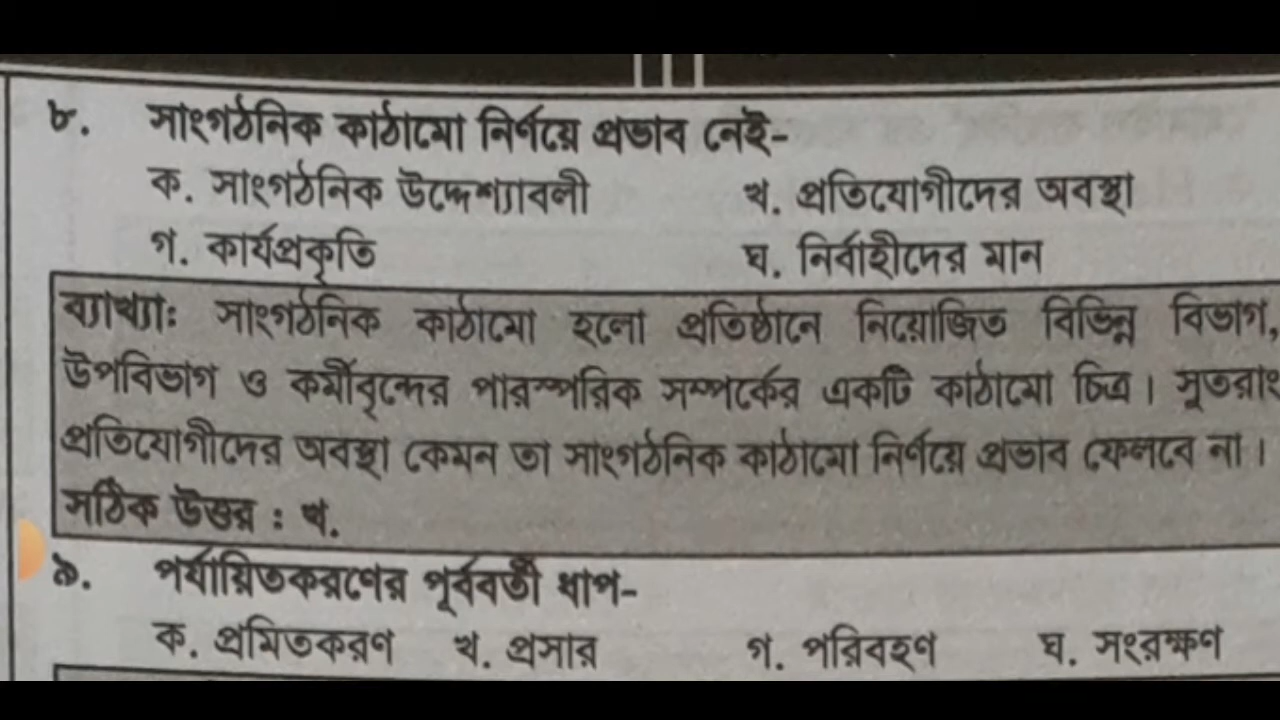 ৮. সাংগঠনিক কাঠামো নির্ণয়ে প্রভাব নেই-
ক. সাংগঠনিক উদ্দেশ্যাবলী খ. প্রতিযোগীদের অবস্থা
গ. কার্যপ্রকৃতি ঘ. নির্বাহীদের মান
ব্যাখ্যাঃ সাংগঠনিক কাঠামো হলো প্রতিষ্ঠানে নিয়োজিত বিভিন্ন বিভাগ,
উপবিভাগ ও কর্মীবৃন্দের পারস্পরিক সম্পর্কের একটি কাঠামো চিত্র। সুতরাং
প্রতিযোগীদের অবস্থা কেমন তা সাংগঠনিক কাঠামো নির্ণয়ে প্রভাব ফেলবে না।
সঠিক উত্তর : খ.
৯. পর্যায়িতকরণের পূর্ববর্তী ধাপ-
ক. প্রমিতকরণ খ. প্রসার গ. পরিবহণ ঘ. সংরক্ষণ